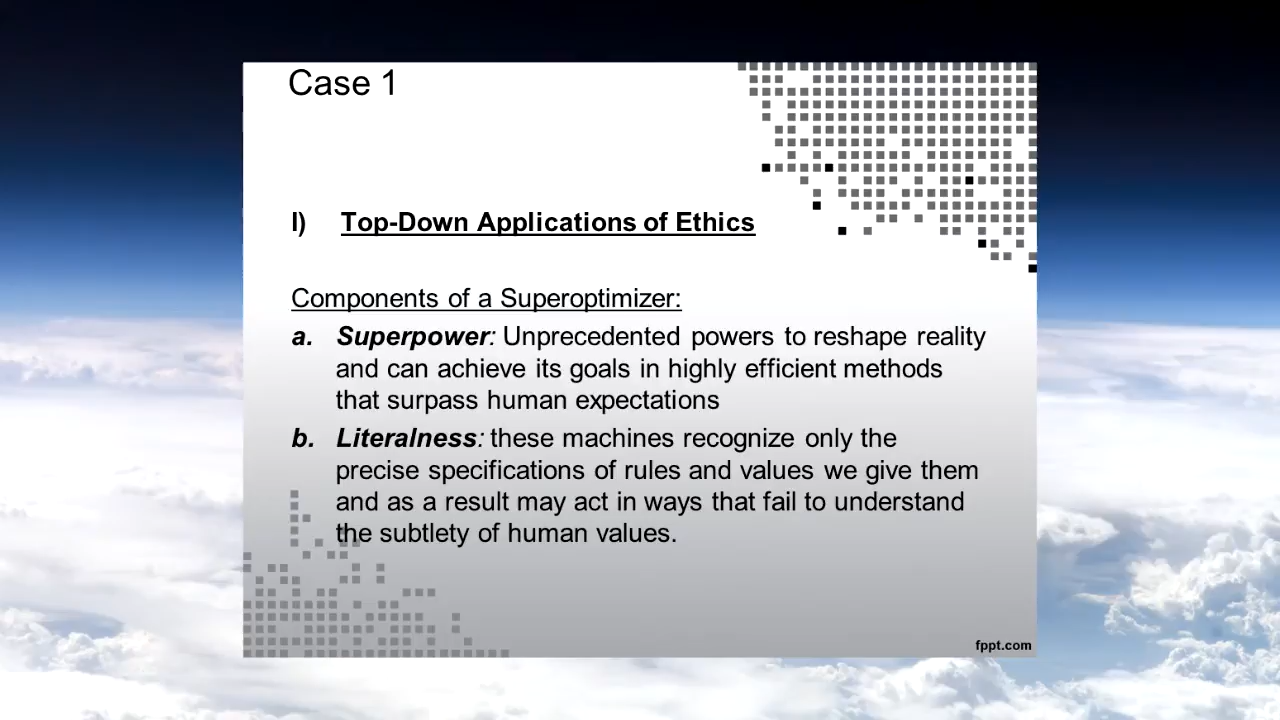 Case 1
I) Top-Down Applications of Ethics
Components of a Superoptimizer:
a. Superpower: Unprecedented powers to reshape reality
and can achieve its goals in highly efficient methods
that surpass human expectations
b. Literalness: these machines recognize only the
precise specifications of rules and values we give them
and as a result may act in ways that fail to understand
the subtlety of human values.
fppt.com